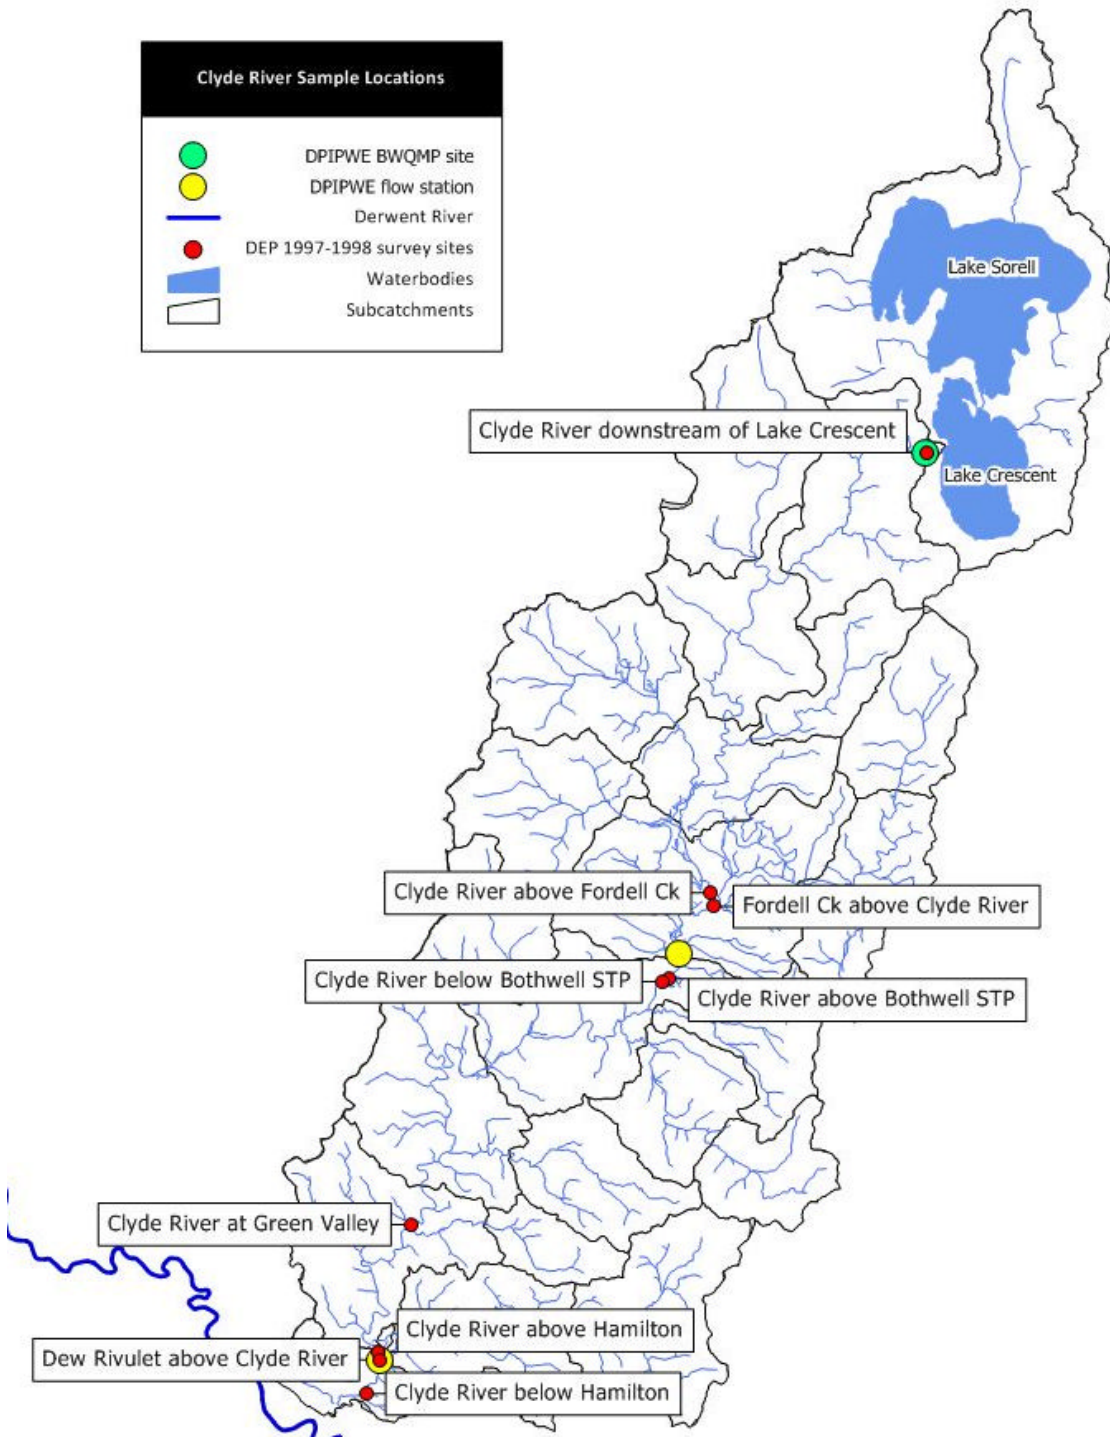 Clyde River Sample Locations
DPIPWE BWQMP site
DPIPWE flow station
Derwent River
DEP 1997-1998 survey sites
Waterbodies
Subcatchments
Lake Sorell
Clyde River downstream of Lake Crescent
Lake Crescent
Clyde River above Fordell Ck
Fordell Ck above Clyde River
Clyde River below Bothwell STP
Clyde River above Bothwell STP
Clyde River at Green Valley
Clyde River above Hamilton
Dew Rivulet above Clyde River
Clyde River below Hamilton